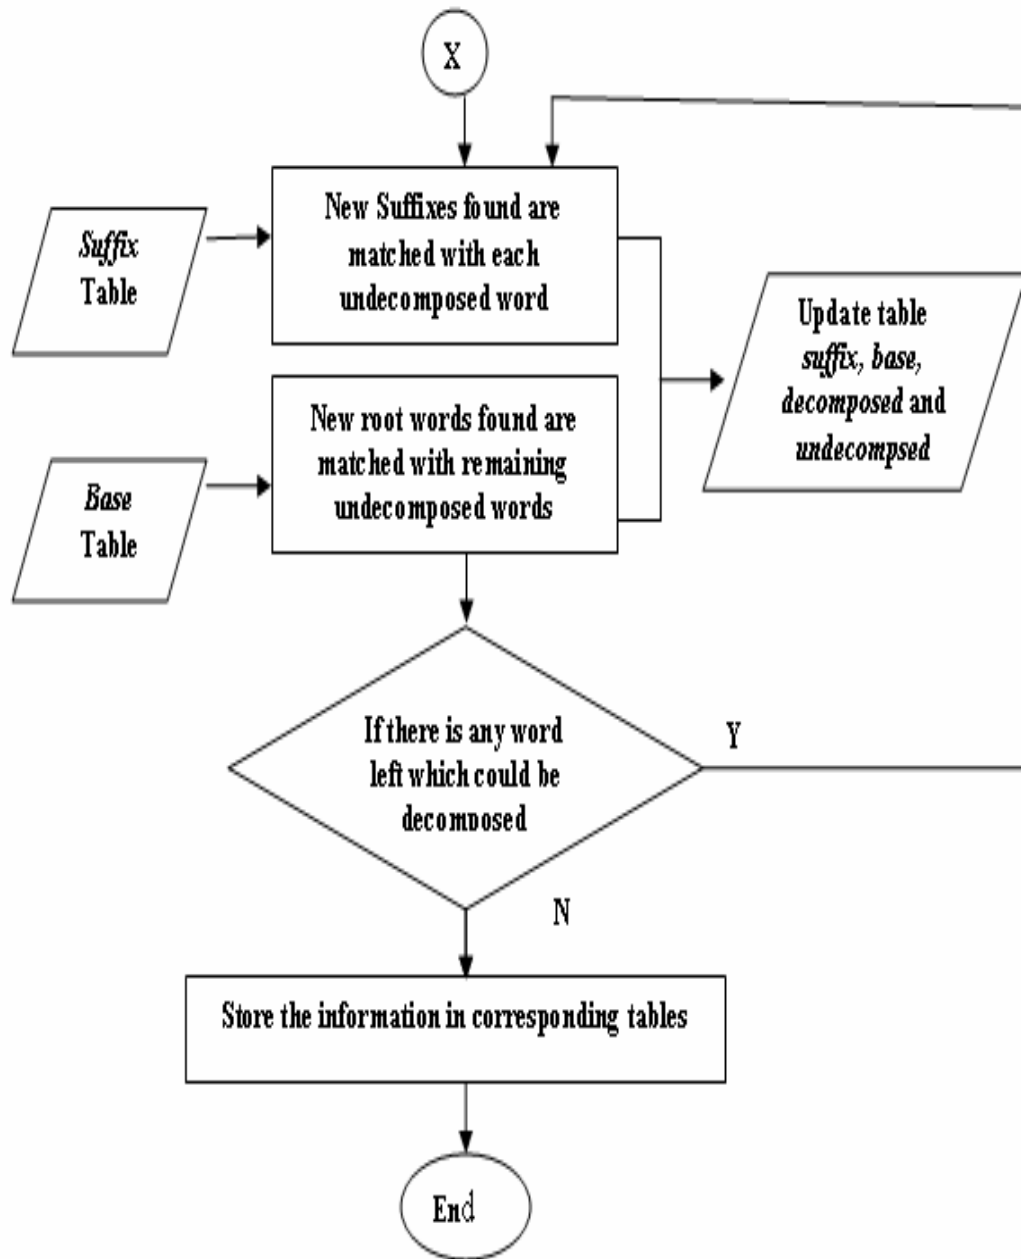 X
New Suffixes found are
matched with each
undecomposed word
Suffix
Table
Update table
suffix, base,
decomposed and
undecompsed
New root words found are
matched with remaining
undecomposed words
Base
Table
If there is any word
left which could be
decomposed
Y
N
Store the information in corresponding tables
End